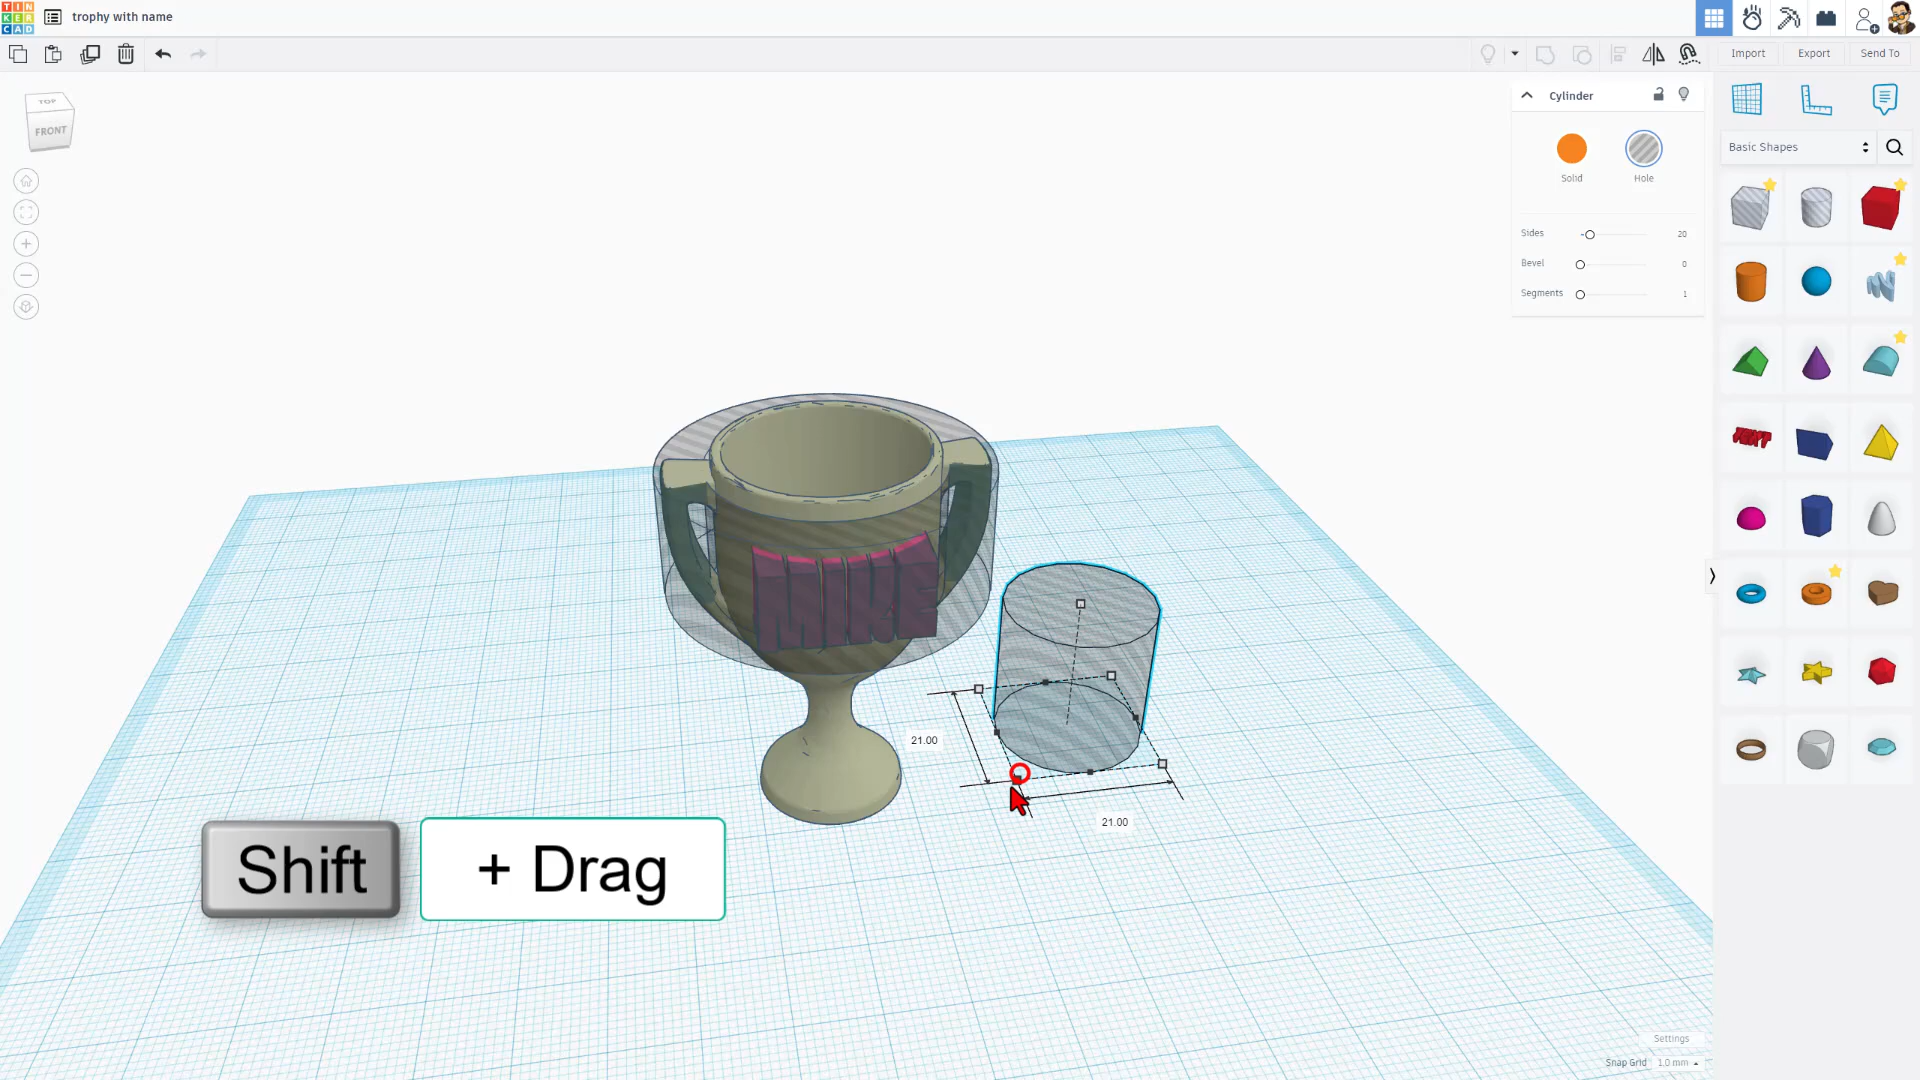 TIN
KER
CAD
trophy with name
Import
Export
Send To
TOP
FRONT
Cylinder
Solid
Hole
Sides
20
Bevel
0
Segments
1
Basic Shapes
TEXT
MIKE
21.00
21.00
Shift
+ Drag
Settings
Snap Grid
1.0 mm